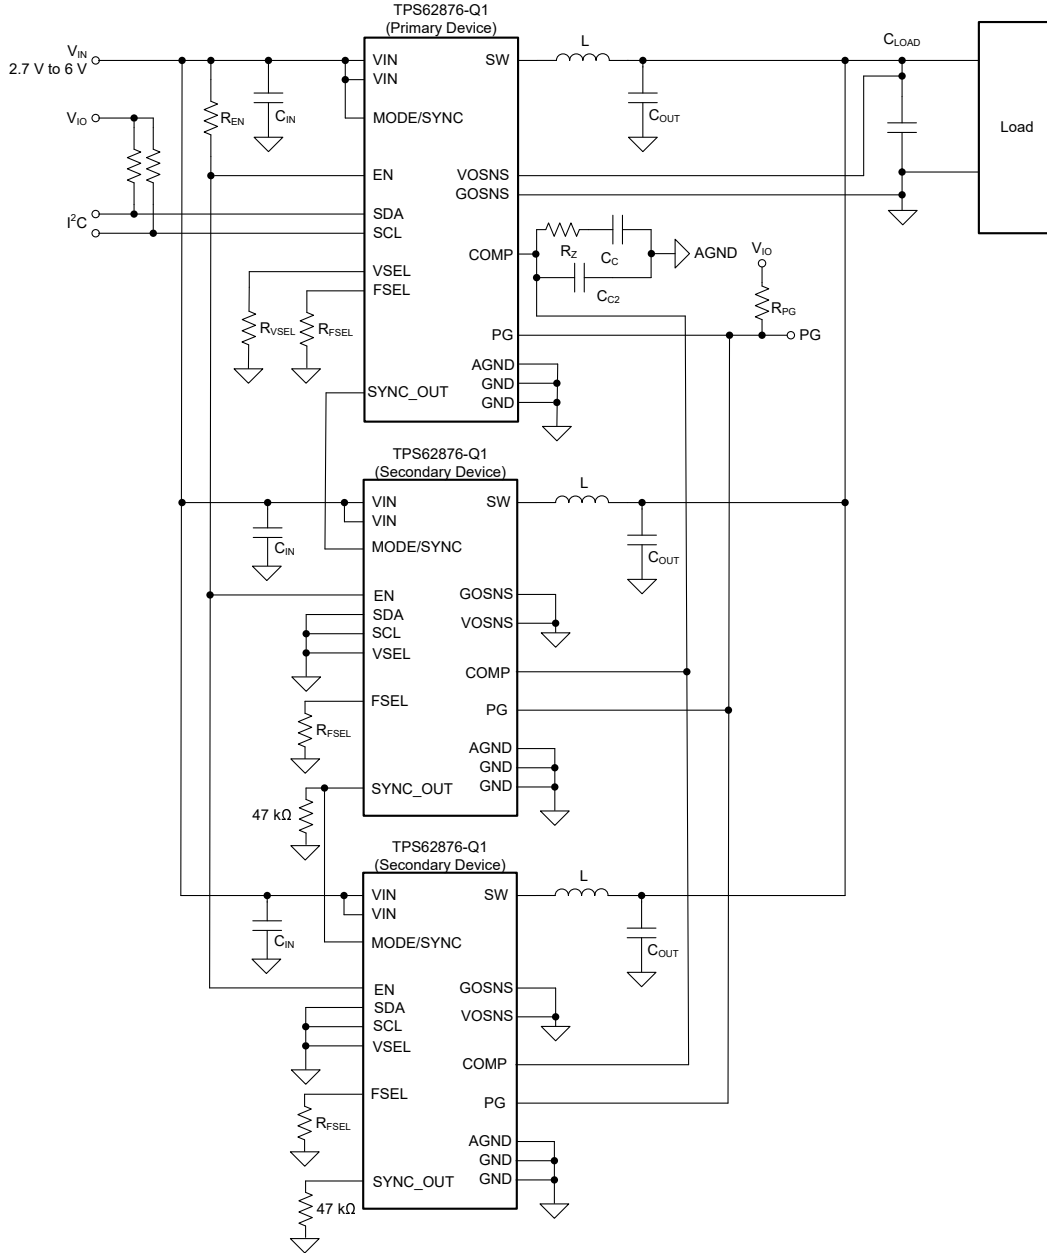 TPS62876-Q1
(Primary Device)
V_IN
2.7 V to 6 V
V_IO
I²C
R_EN
C_IN
VIN
VIN
MODE/SYNC
EN
SDA
SCL
VSEL
FSEL
R_VSEL
R_FSEL
SYNC_OUT
SW
VOSNS
GOSNS
COMP
PG
AGND
GND
GND
L
C_OUT
C_LOAD
Load
R_Z
C_C
C_C2
AGND
V_IO
R_PG
PG
TPS62876-Q1
(Secondary Device)
C_IN
VIN
VIN
MODE/SYNC
EN
SDA
SCL
VSEL
FSEL
R_FSEL
SYNC_OUT
47 kΩ
SW
GOSNS
VOSNS
COMP
PG
AGND
GND
GND
L
C_OUT
TPS62876-Q1
(Secondary Device)
C_IN
VIN
VIN
MODE/SYNC
EN
SDA
SCL
VSEL
FSEL
R_FSEL
SYNC_OUT
47 kΩ
SW
GOSNS
VOSNS
COMP
PG
AGND
GND
GND
L
C_OUT